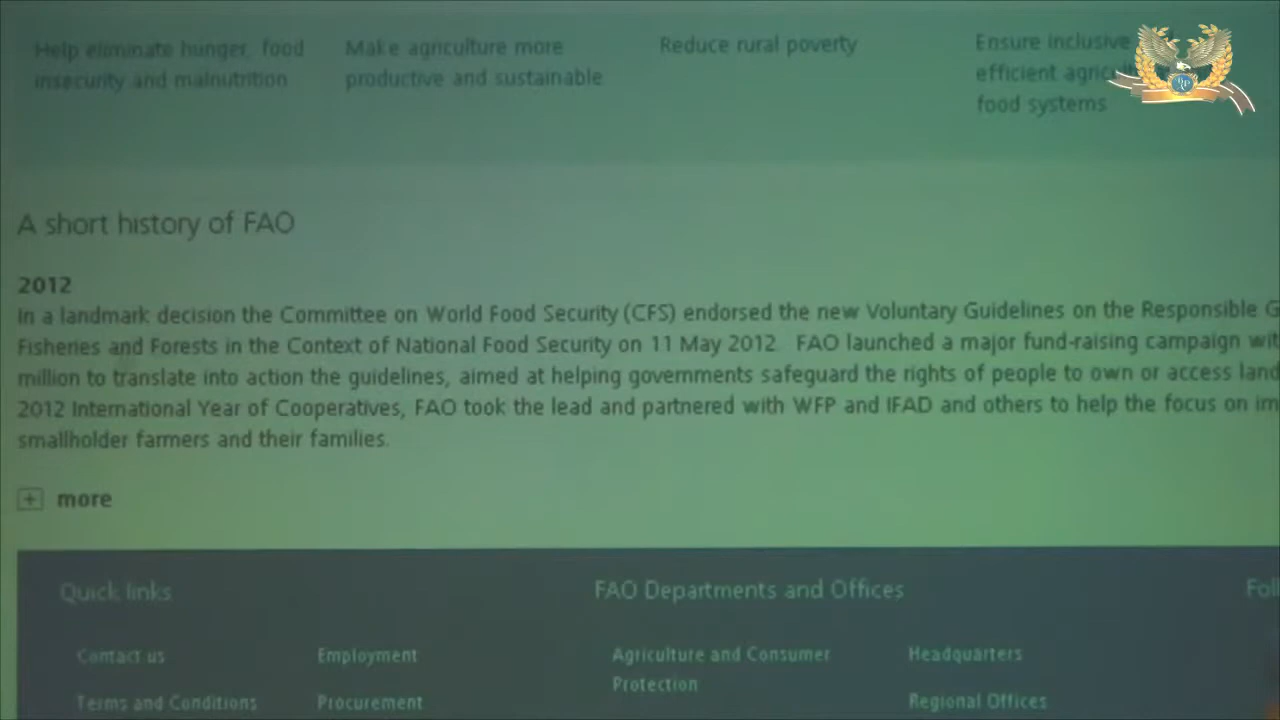 Help eliminate hunger, food
insecurity and malnutrition
Make agriculture more
productive and sustainable
Reduce rural poverty
Ensure inclusive
efficient
food systems
A short history of FAO
2012
In a landmark decision the Committee on World Food Security (CFS) endorsed the new Voluntary Guidelines on the Responsible G
Fisheries and Forests in the Context of National Food Security on 11 May 2012. FAO launched a major fund-raising campaign wit
million to translate into action the guidelines, aimed at helping governments safeguard the rights of people to own or access land
2012 International Year of Cooperatives, FAO took the lead and partnered with WFP and IFAD and others to help the focus on im
smallholder farmers and their families.
+ more
Quick links
FAO Departments and Offices
Fol
Contact us
Employment
Agriculture and Consumer
Protection
Headquarters
Terms and Conditions
Procurement
Regional Offices